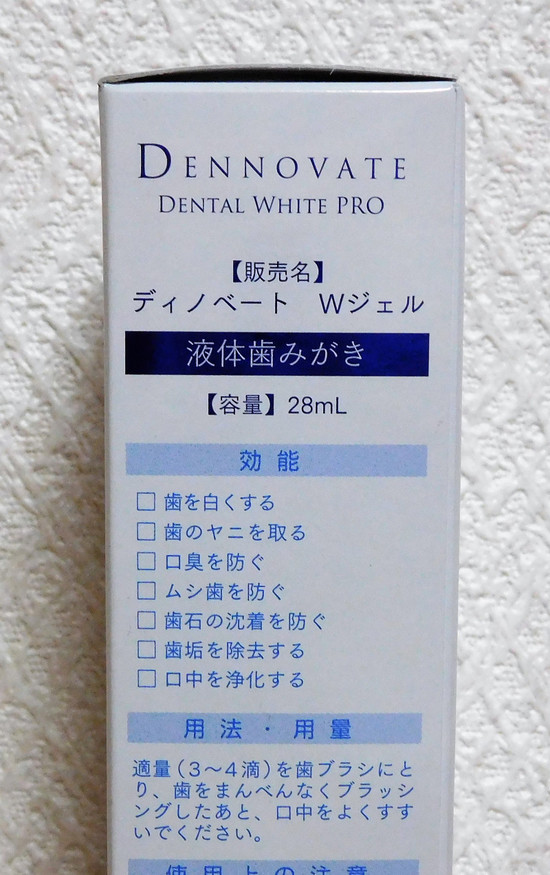 DENNOVATE
DENTAL WHITE PRO
【販売名】
ディノベート Wジェル
液体歯みがき
【容量】28mL
効能
□ 歯を白くする
□ 歯のヤニを取る
□ 口臭を防ぐ
□ ムシ歯を防ぐ
□ 歯石の沈着を防ぐ
□ 歯垢を除去する
□ 口中を浄化する
用法・用量
適量(3〜4滴)を歯ブラシにと
り、歯をまんべんなくブラッシ
ングしたあと、口中をよくすす
いでください。
使用上の注意